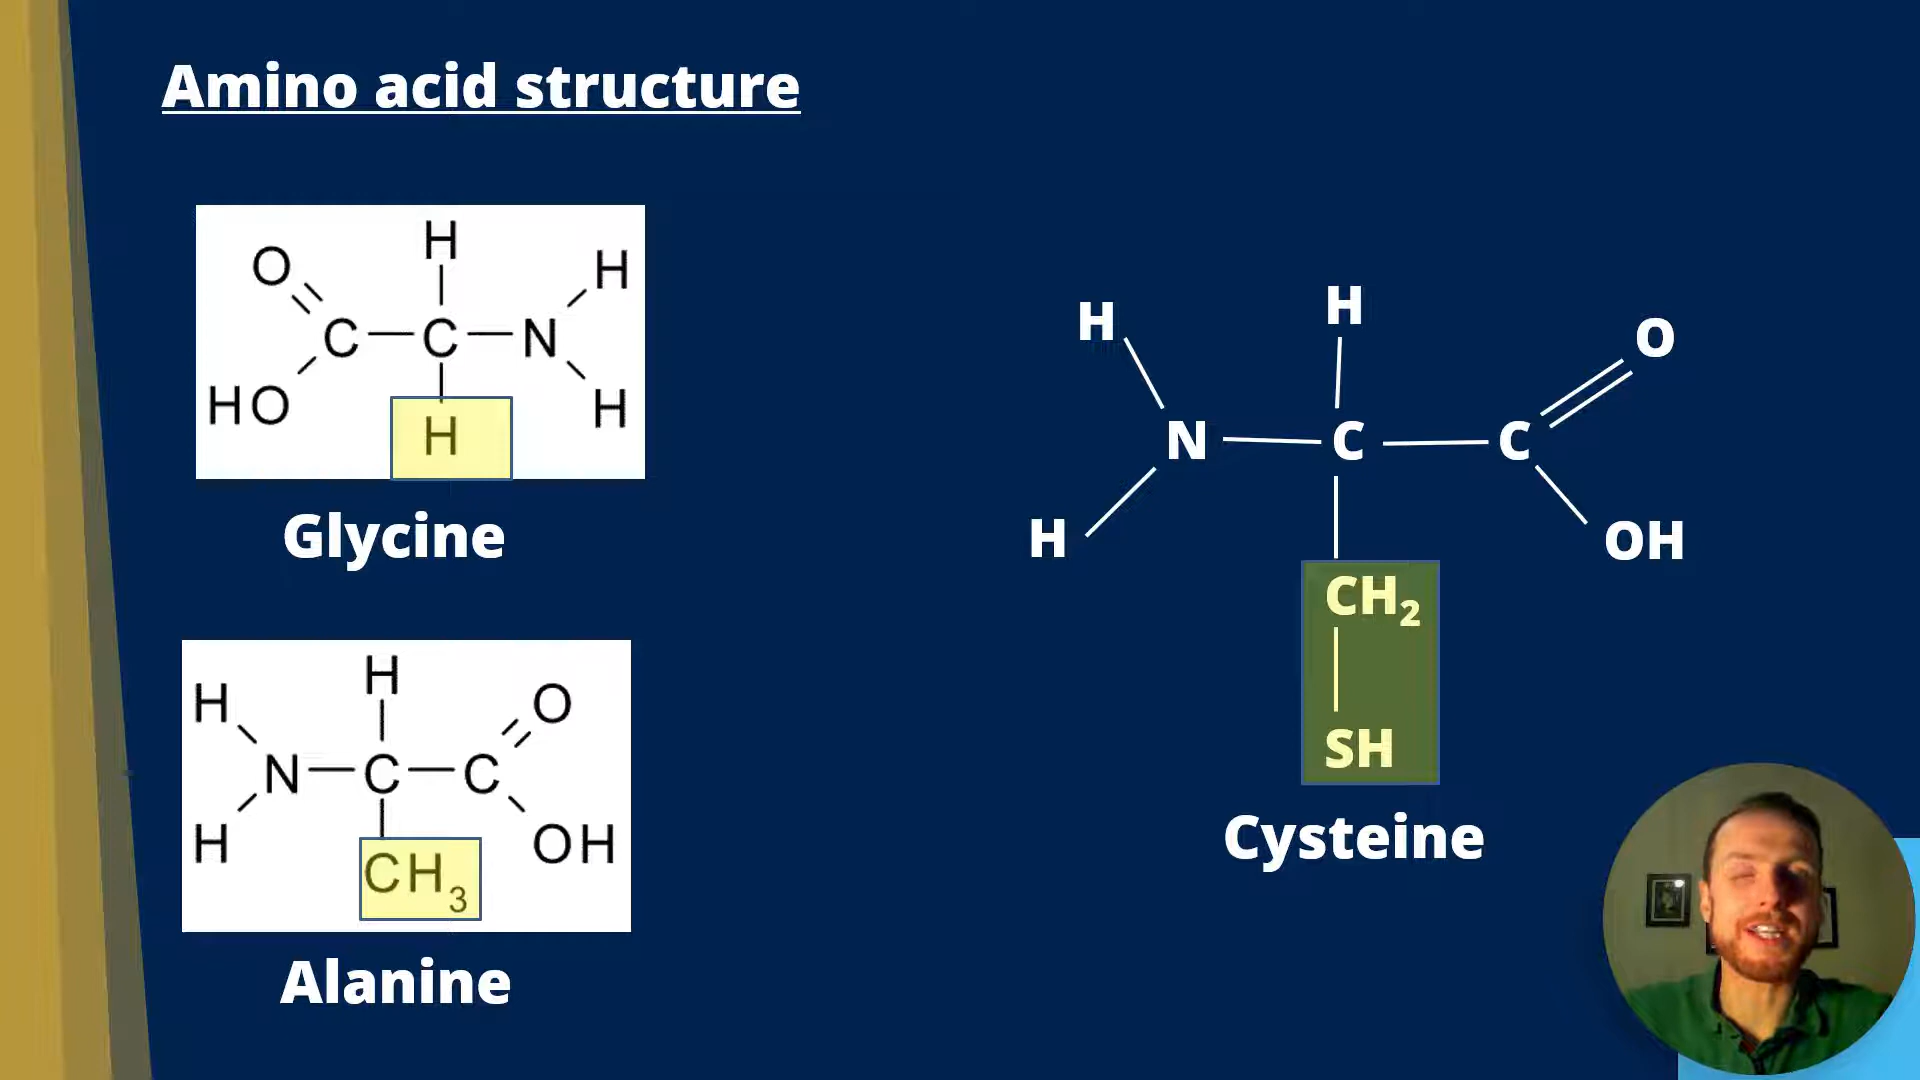 Amino acid structure
H
O H
C C N
HO H
H
Glycine
H
H O
N C C
H OH
CH₃
Alanine
H
H O
N C C
H OH
CH₂
SH
Cysteine